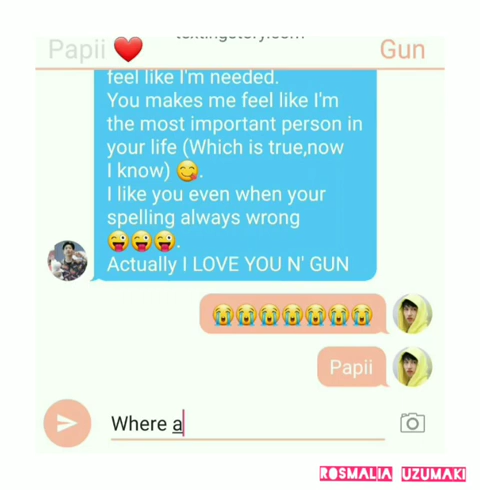 Papii ❤️ Gun
feel like I'm needed.
You makes me feel like I'm
the most important person in
your life (Which is true,now
I know) 😋.
I like you even when your
spelling always wrong
😜😜😜.
Actually I LOVE YOU N' GUN
😭😭😭😭😭😭😭
Papii
Where a
ROSMALIA UZUMAKI